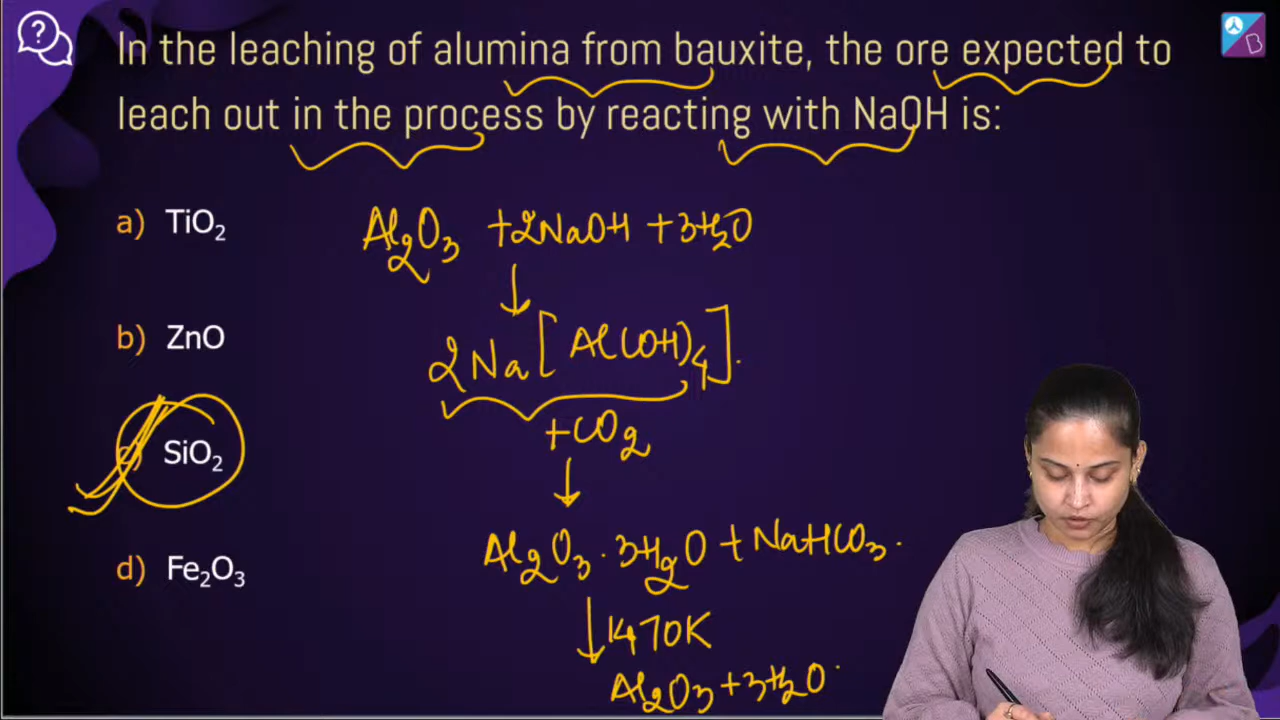 In the leaching of alumina from bauxite, the ore expected to
leach out in the process by reacting with NaOH is:
a) TiO₂
Al₂O₃ + 2NaOH + 3H₂O
↓
b) ZnO
2Na[Al(OH)₄].
+CO₂
↓
c) SiO₂
Al₂O₃.3H₂O + NaHCO₃.
d) Fe₂O₃
↓ 1470K
Al₂O₃ + 3H₂O
B